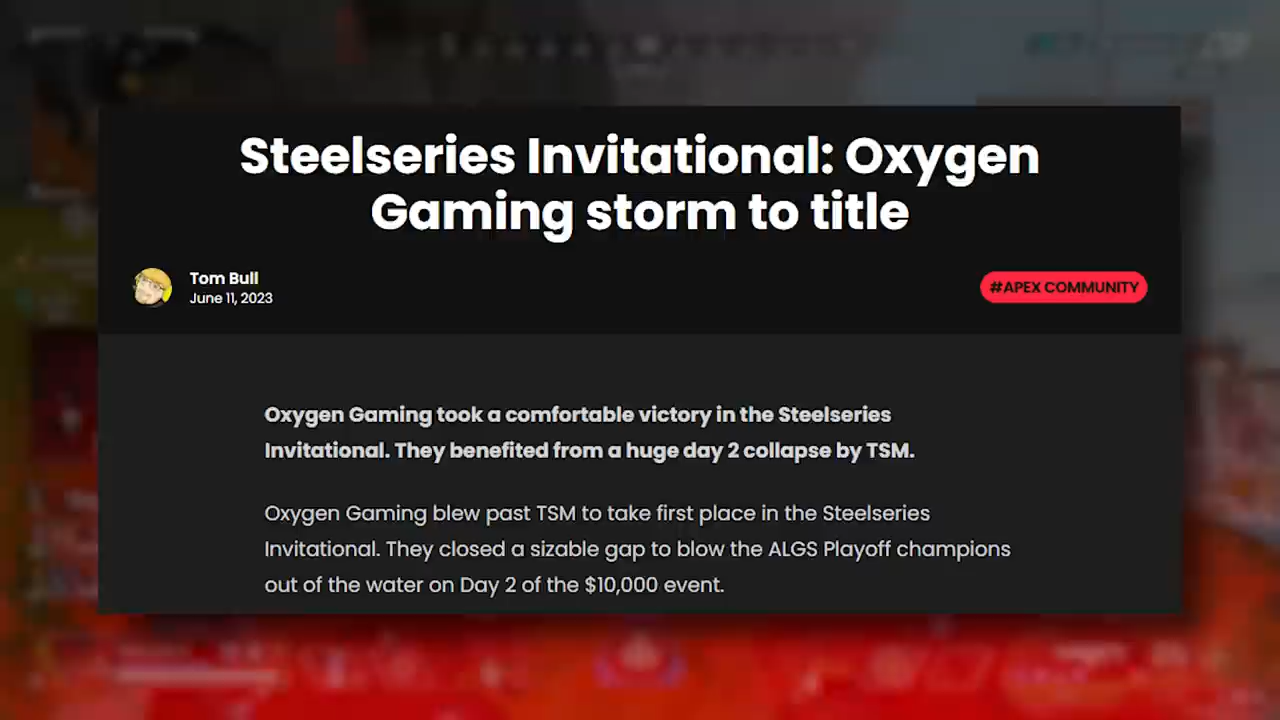 Steelseries Invitational: Oxygen
Gaming storm to title
Tom Bull
June 11, 2023
#APEX COMMUNITY
Oxygen Gaming took a comfortable victory in the Steelseries
Invitational. They benefited from a huge day 2 collapse by TSM.
Oxygen Gaming blew past TSM to take first place in the Steelseries
Invitational. They closed a sizable gap to blow the ALGS Playoff champions
out of the water on Day 2 of the $10,000 event.